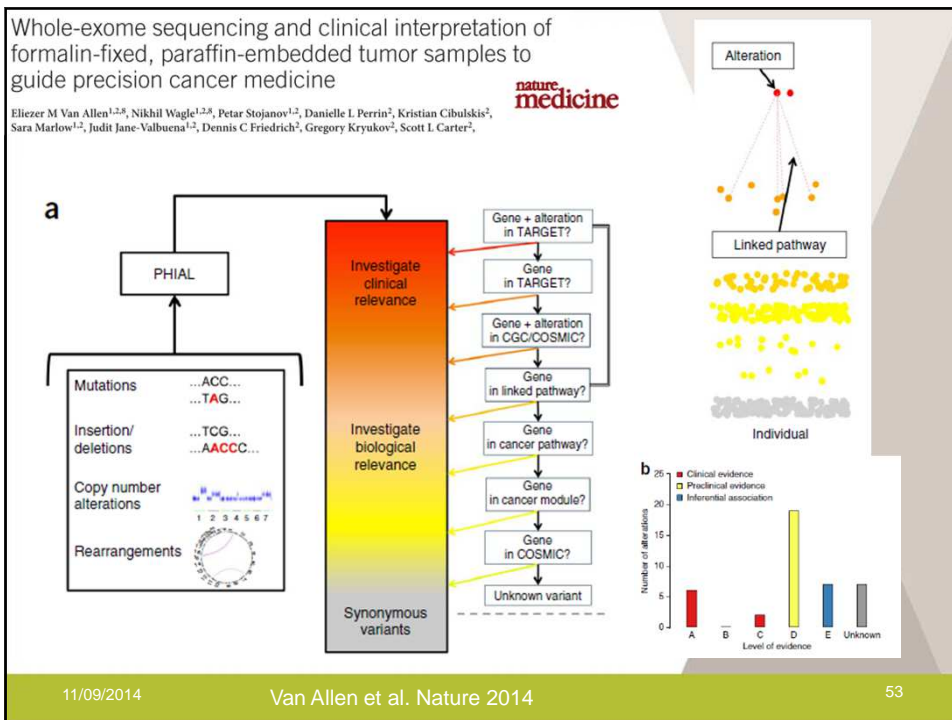 Whole-exome sequencing and clinical interpretation of
formalin-fixed, paraffin-embedded tumor samples to
guide precision cancer medicine
nature
medicine
Eliezer M Van Allen1,2,8, Nikhil Wagle1,2,8, Petar Stojanov1,2, Danielle L Perrin2, Kristian Cibulskis2,
Sara Marlow1,2, Judit Jane-Valbuena1,2, Dennis C Friedrich2, Gregory Kryukov2, Scott L Carter2,
a
PHIAL
Mutations
...ACC...
...TAG...
Insertion/
deletions
...TCG...
...AACCC...
Copy number
alterations
1 2 3 4 5 6 7
Rearrangements
Investigate
clinical
relevance
Investigate
biological
relevance
Synonymous
variants
Gene + alteration
in TARGET?
Gene
in TARGET?
Gene + alteration
in CGC/COSMIC?
Gene
in linked pathway?
Gene
in cancer pathway?
Gene
in cancer module?
Gene
in COSMIC?
Unknown variant
Alteration
Linked pathway
Individual
b
Clinical evidence
Preclinical evidence
Inferential association
Number of alterations
25
20
15
10
5
0
A B C D E Unknown
Level of evidence
11/09/2014
Van Allen et al. Nature 2014
53